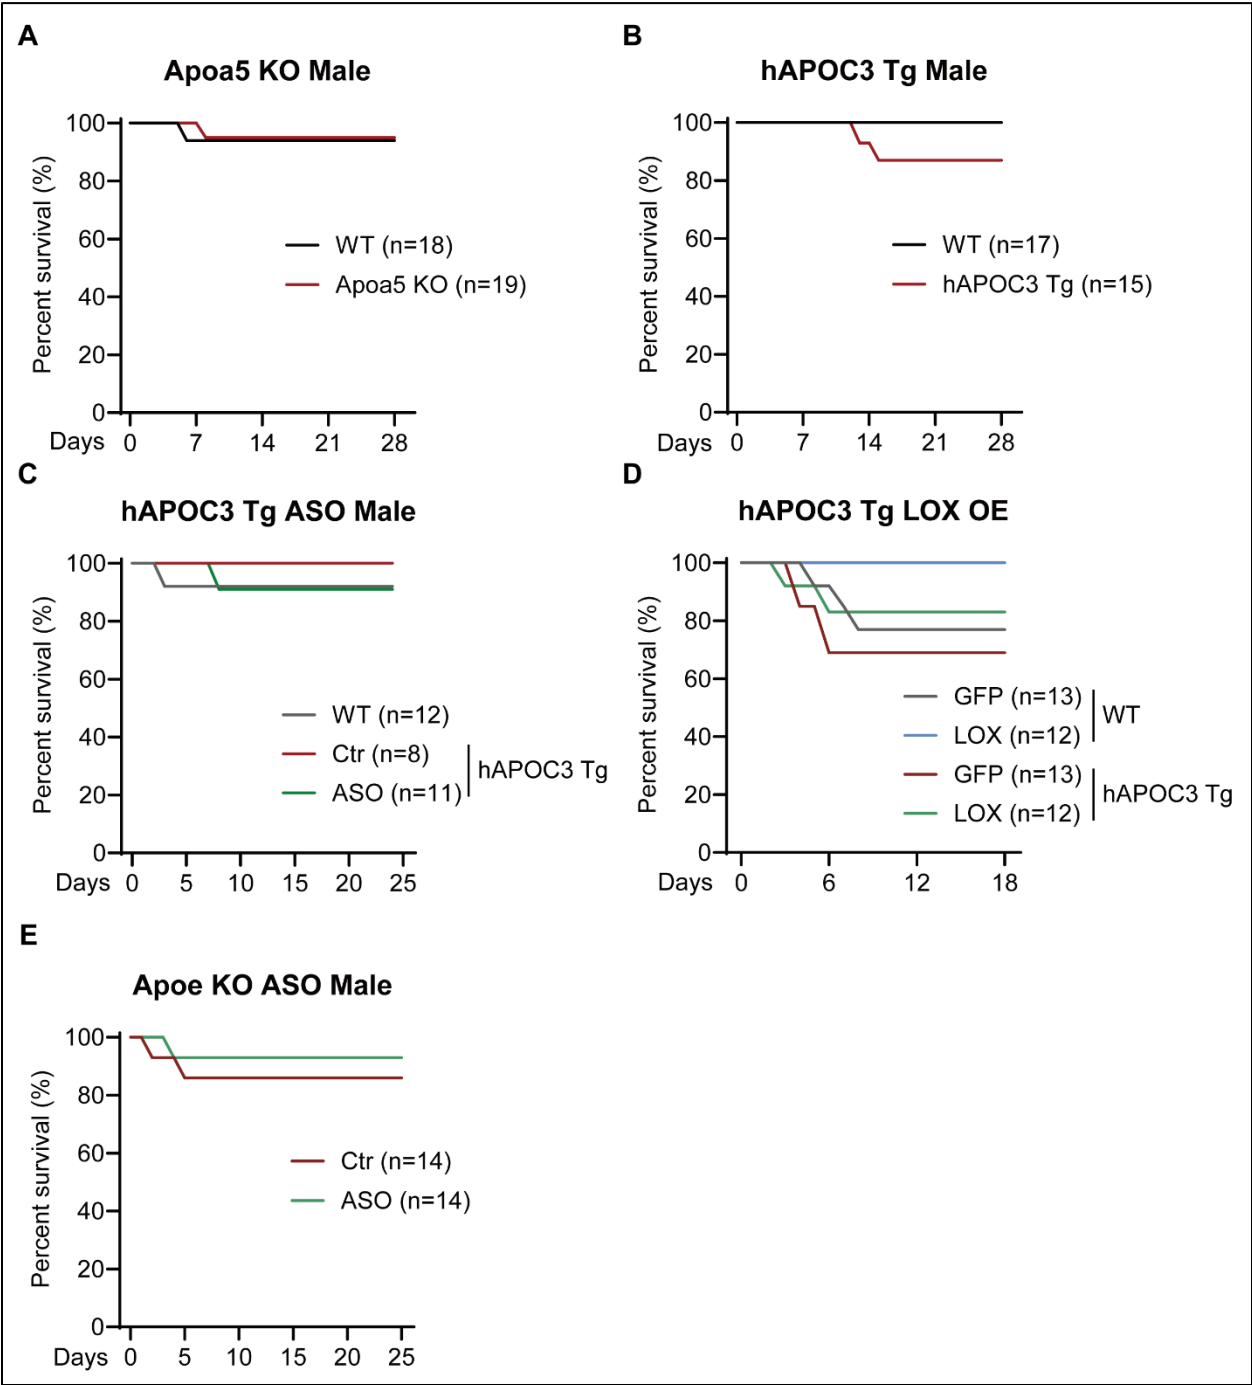 A
Apoa5 KO Male
Percent survival (%)
100
80
60
40
20
0
WT (n=18)
Apoa5 KO (n=19)
Days 0 7 14 21 28
B
hAPOC3 Tg Male
Percent survival (%)
100
80
60
40
20
0
WT (n=17)
hAPOC3 Tg (n=15)
Days 0 7 14 21 28
C
hAPOC3 Tg ASO Male
Percent survival (%)
100
80
60
40
20
0
WT (n=12)
Ctr (n=8)
ASO (n=11)
hAPOC3 Tg
Days 0 5 10 15 20 25
D
hAPOC3 Tg LOX OE
Percent survival (%)
100
80
60
40
20
0
GFP (n=13)
LOX (n=12)
WT
GFP (n=13)
LOX (n=12)
hAPOC3 Tg
Days 0 6 12 18
E
Apoe KO ASO Male
Percent survival (%)
100
80
60
40
20
0
Ctr (n=14)
ASO (n=14)
Days 0 5 10 15 20 25